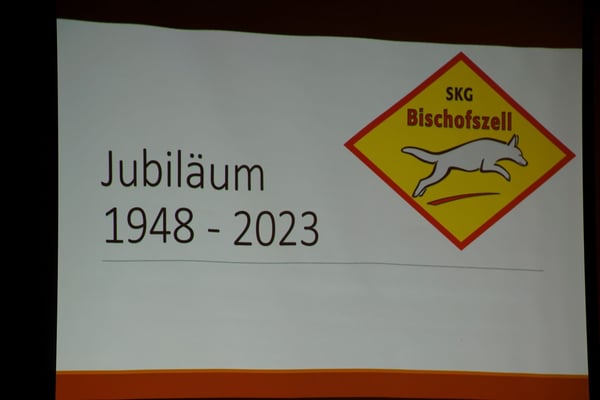 SKG
Bischofszell
Jubiläum
1948 - 2023